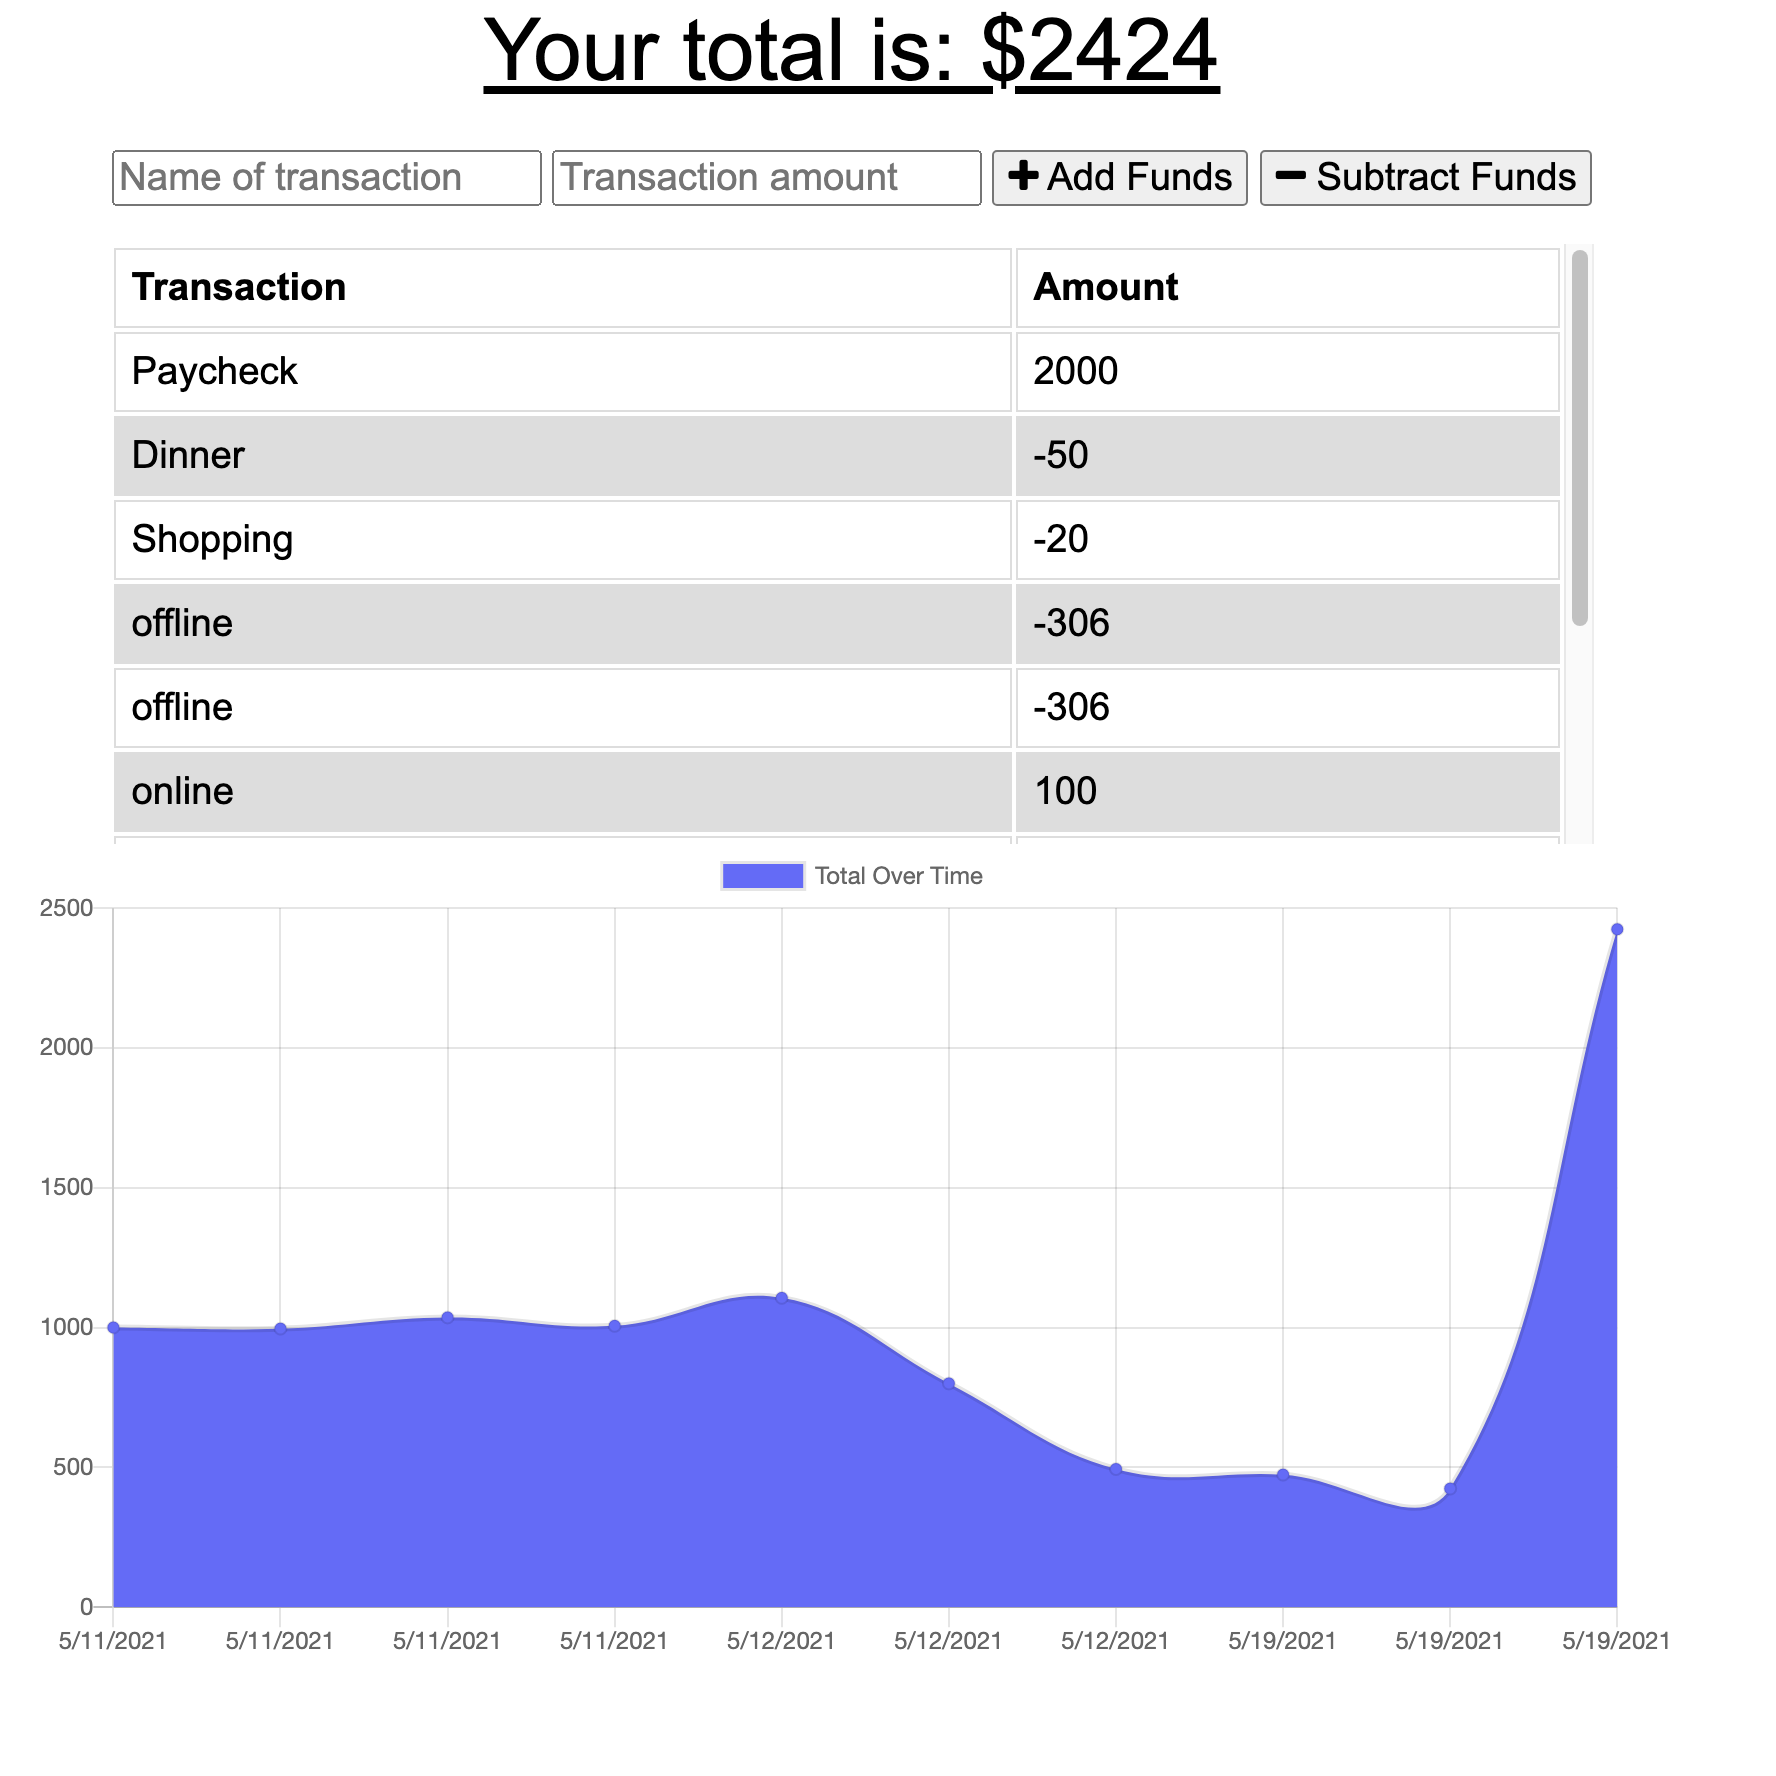 Your total is: $2424
Name of transaction Transaction amount Add Funds Subtract Funds
Transaction Amount
Paycheck 2000
Dinner -50
Shopping -20
offline -306
offline -306
online 100
Total Over Time
2500
2000
1500
1000
500
0
5/11/2021 5/11/2021 5/11/2021 5/11/2021 5/12/2021 5/12/2021 5/12/2021 5/19/2021 5/19/2021 5/19/2021